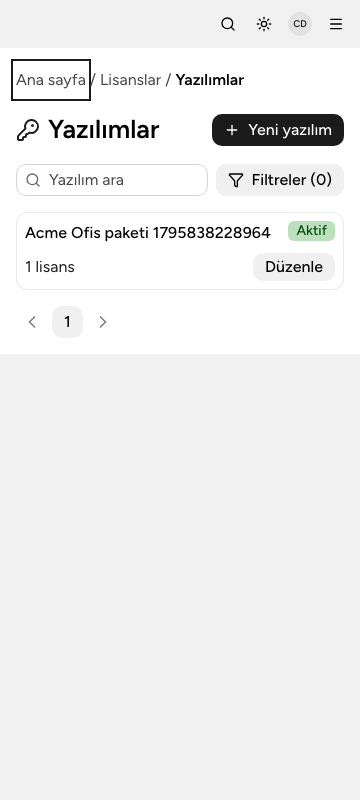 CD
Ana sayfa / Lisanslar / Yazılımlar
Yazılımlar
Yeni yazılım
Yazılım ara
Filtreler (0)
Acme Ofis paketi 1795838228964
Aktif
1 lisans
Düzenle
1